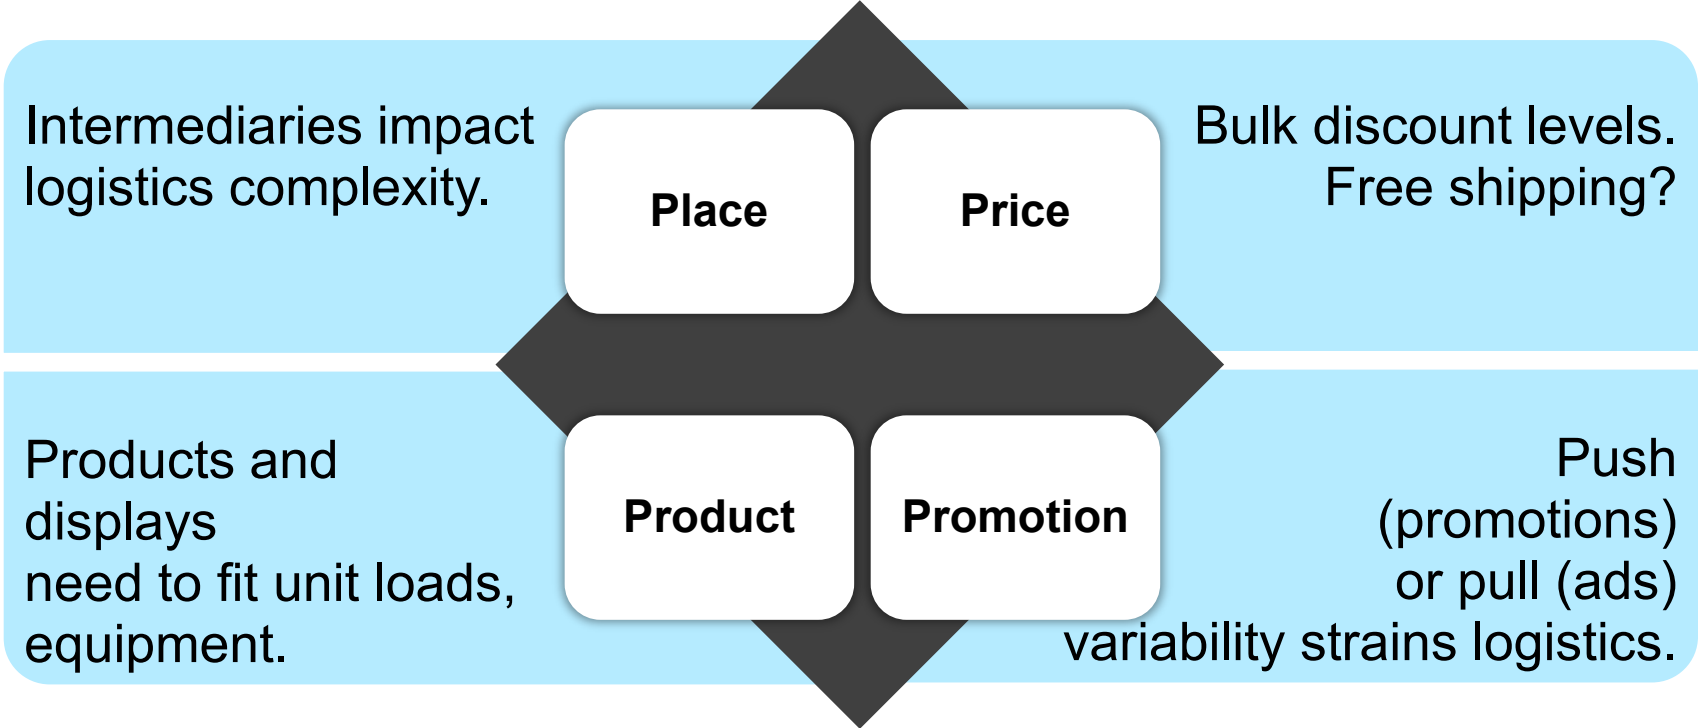 Intermediaries impact
logistics complexity.
Place
Price
Bulk discount levels.
Free shipping?
Products and
displays
need to fit unit loads,
equipment.
Product
Promotion
Push
(promotions)
or pull (ads)
variability strains logistics.